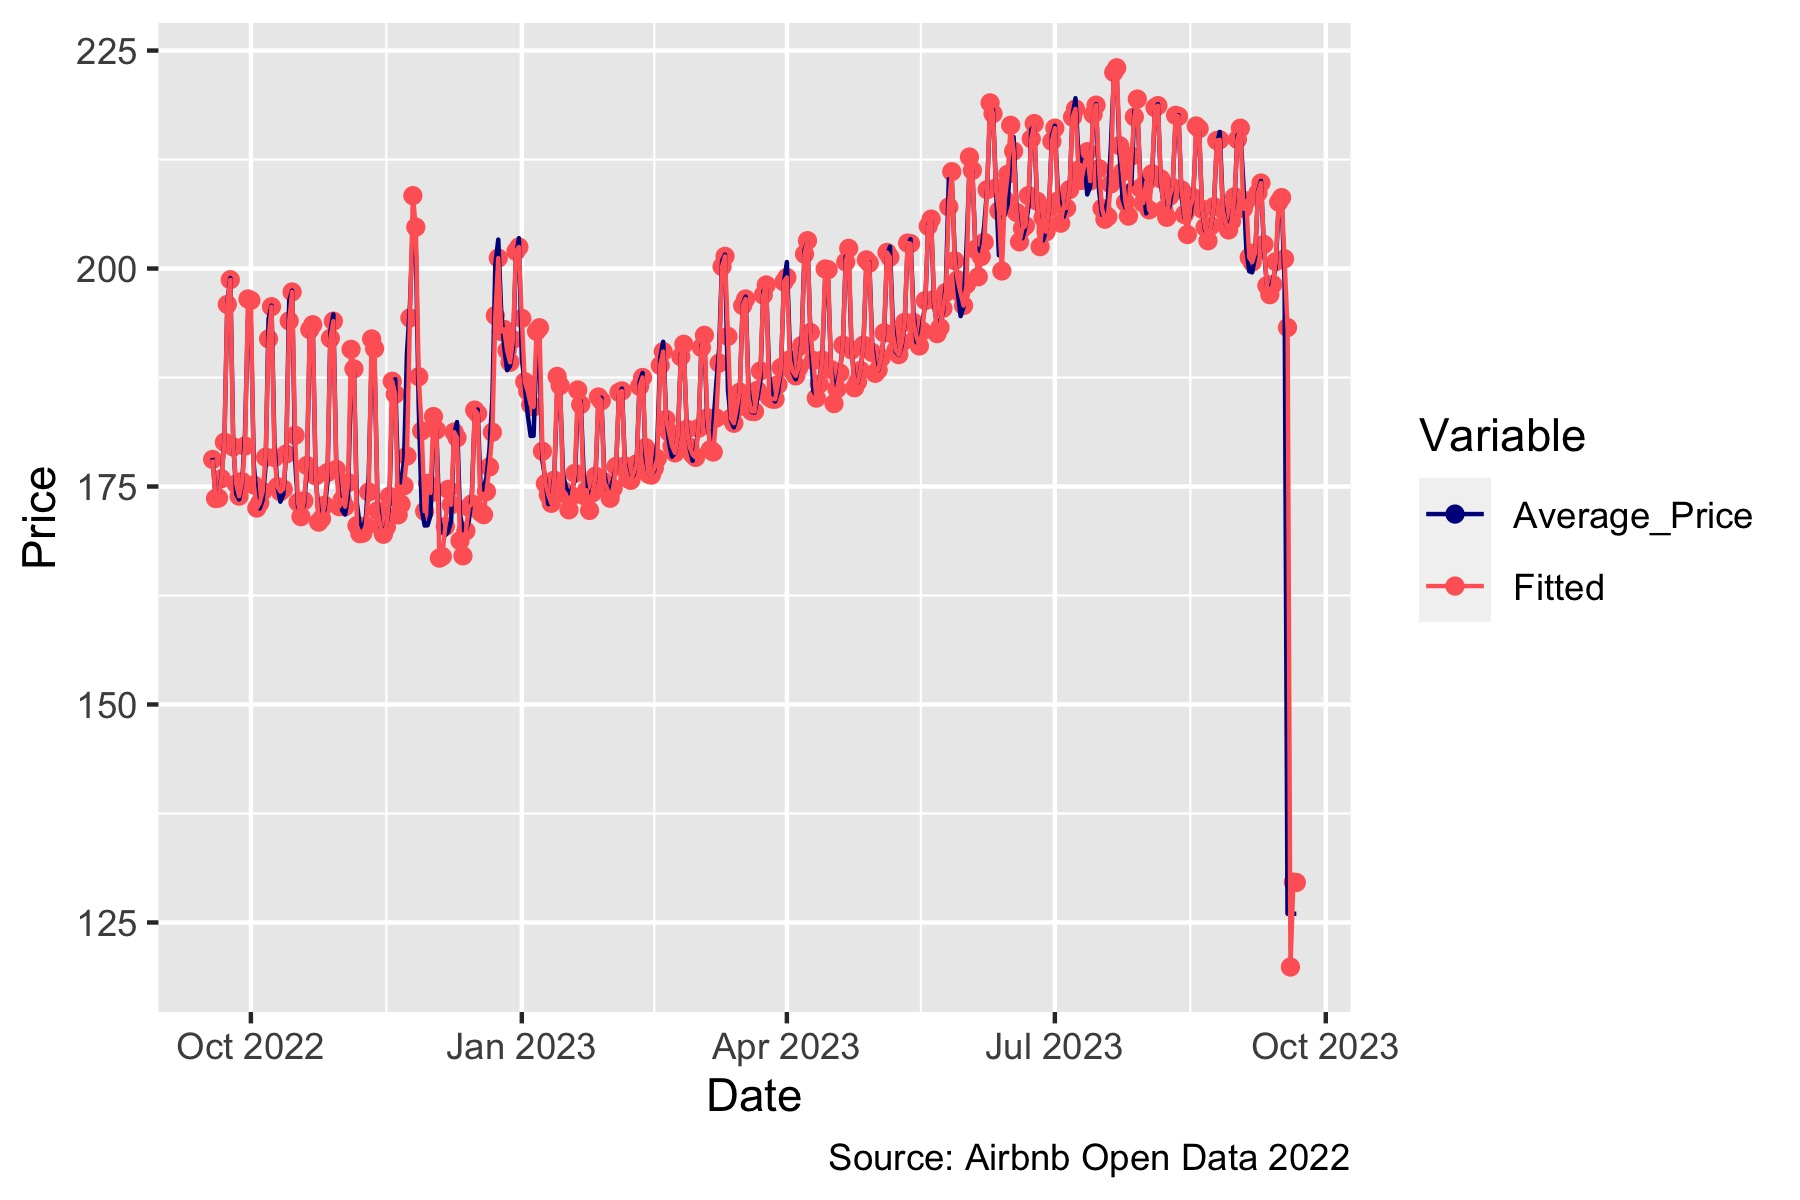 225
200
175
150
125
Price
Oct 2022
Jan 2023
Apr 2023
Jul 2023
Oct 2023
Date
Variable
Average_Price
Fitted
Source: Airbnb Open Data 2022